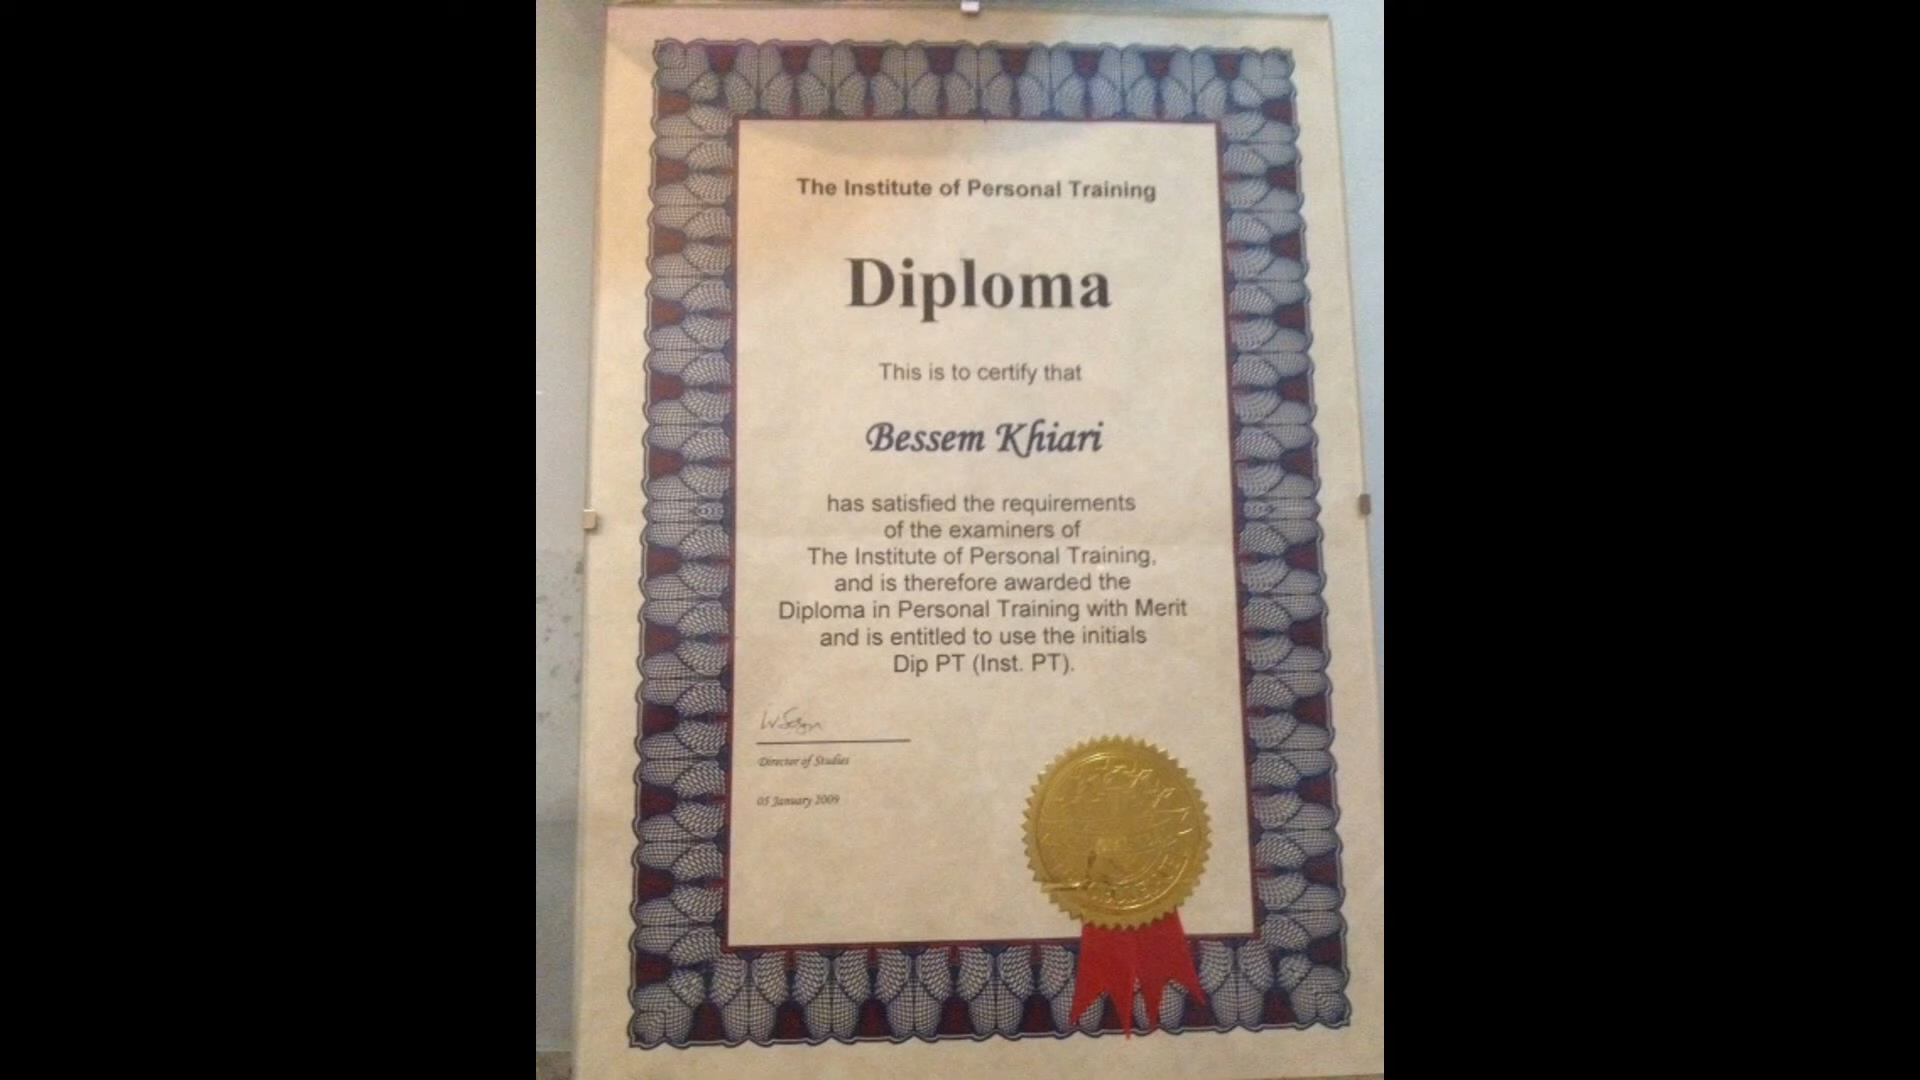 The Institute of Personal Training
Diploma
This is to certify that
Bessem Khiari
has satisfied the requirements
of the examiners of
The Institute of Personal Training,
and is therefore awarded the
Diploma in Personal Training with Merit
and is entitled to use the initials
Dip PT (Inst. PT).
Director of Studies
05 January 2009